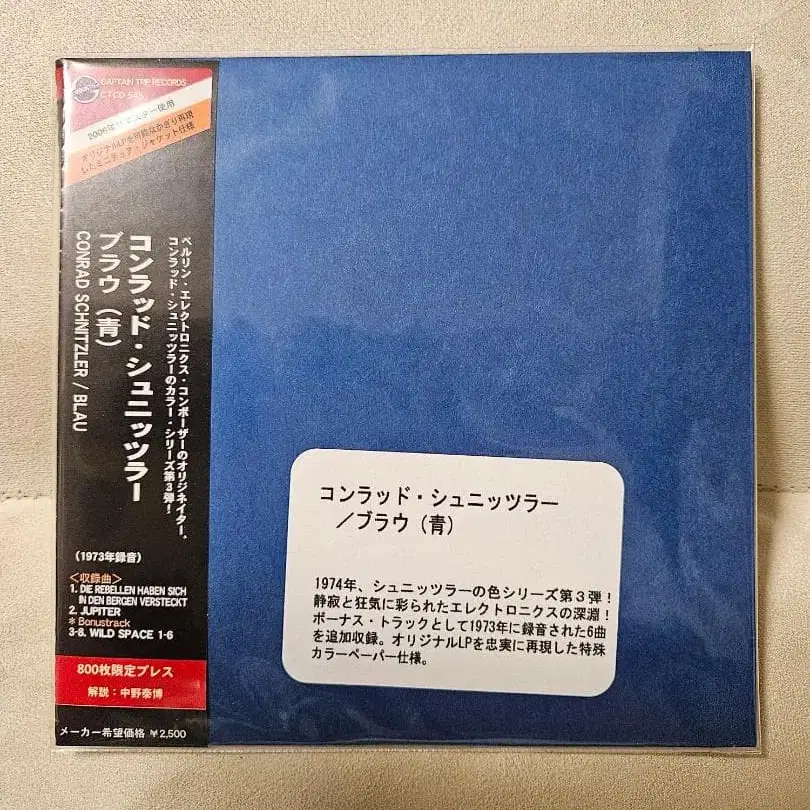 CAPTAIN TRIP RECORDS
CTCD-545
2006年リマスター使用
オリジナルLPを可能なかぎり再現
したミニチュア・ジャケット仕様
ベルリン・エレクトロニクス・コンポーザーのオリジネイター、
コンラッド・シュニッツラーのカラー・シリーズ第3弾!
コンラッド・シュニッツラー
ブラウ(青)
CONRAD SCHNITZLER / BLAU
(1973年録音)
<収録曲>
1. DIE REBELLEN HABEN SICH
IN DEN BERGEN VERSTECKT
2. JUPITER
* Bonustrack
3-8. WILD SPACE 1-6
800枚限定プレス
解説:中野泰博
メーカー希望価格 ¥2,500
コンラッド・シュニッツラー
/ブラウ(青)
1974年、シュニッツラーの色シリーズ第3弾!
静寂と狂気に彩られたエレクトロニクスの深淵!
ボーナス・トラックとして1973年に録音された6曲
を追加収録。オリジナルLPを忠実に再現した特殊
カラーペーパー仕様。